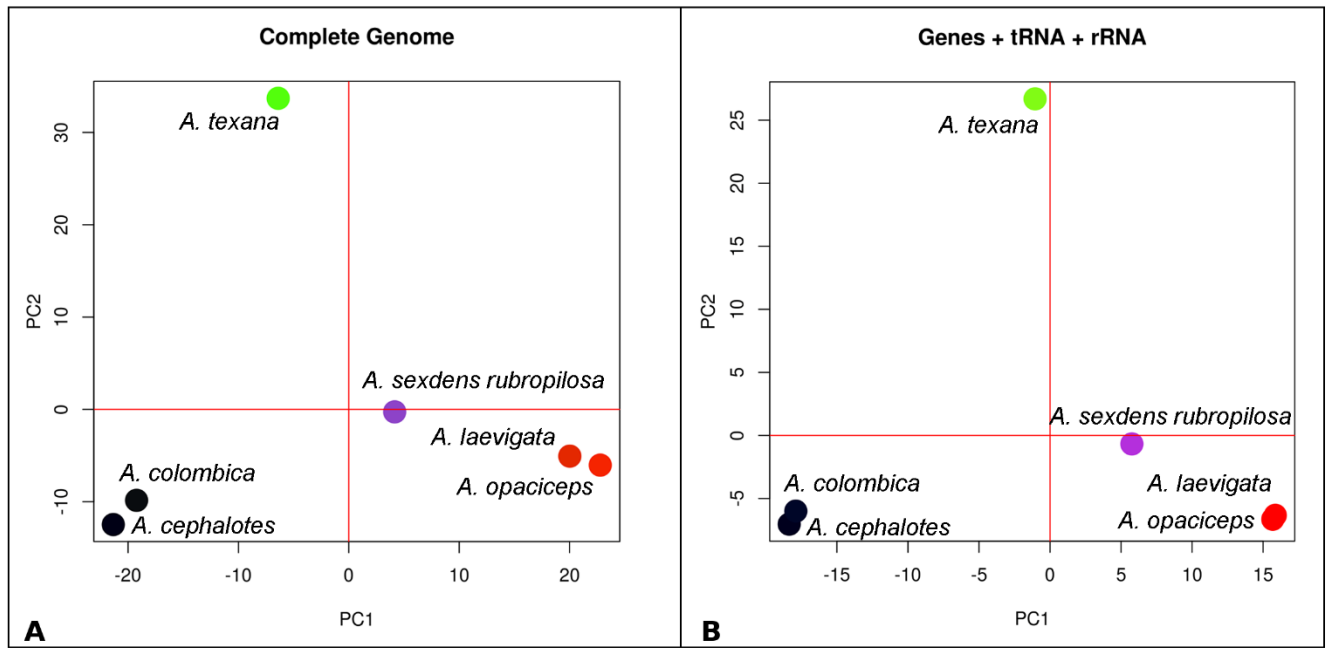 Complete Genome
30
20
10
0
-10
PC2
A. texana
A. sexdens rubropilosa
A. laevigata
A. opaciceps
A. colombica
A. cephalotes
-20 -10 0 10 20
PC1
A
Genes + tRNA + rRNA
25
20
15
10
5
0
-5
PC2
A. texana
A. sexdens rubropilosa
A. laevigata
A. opaciceps
A. colombica
A. cephalotes
-15 -10 -5 0 5 10 15
PC1
B